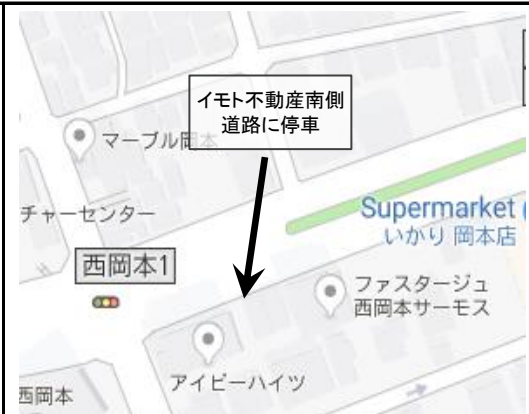 イモト不動産南側
道路に停車
マーブル岡本
チャーセンター
Supermarket
いかり 岡本店
西岡本1
ファスタージュ
西岡本サーモス
アイビーハイツ
西岡本